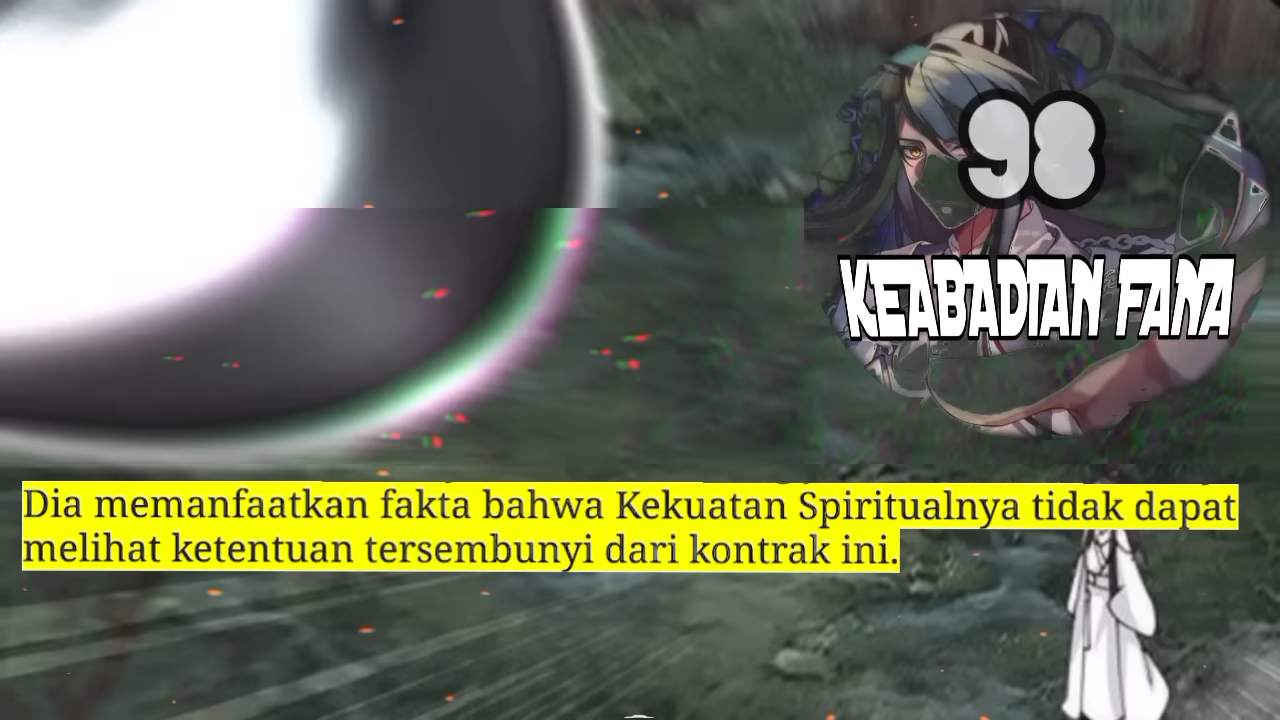 98
KEABADIAN FANA
Dia memanfaatkan fakta bahwa Kekuatan Spiritualnya tidak dapat
melihat ketentuan tersembunyi dari kontrak ini.